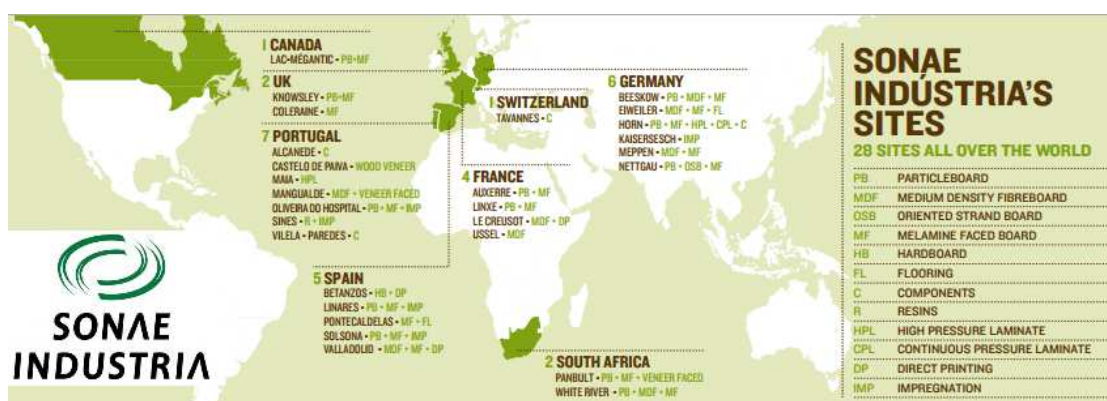 1 CANADA
LAC-MÉGANTIC • PB+MF
2 UK
KNOWSLEY • PB+MF
COLERAINE • MF
7 PORTUGAL
ALCANEDE • C
CASTELO DE PAIVA • WOOD VENEER
MAIA • HPL
MANGUALDE • MDF + VENEER FACED
OLIVEIRA DO HOSPITAL • PB + MF + IMP
SINES • R + IMP
VILELA - PAREDES • C
5 SPAIN
BETANZOS • HB + DP
LINARES • PB + MF + IMP
PONTECALDELAS • MF + FL
SOLSONA • PB + MF + IMP
VALLADOLID • MDF + MF + DP
1 SWITZERLAND
TAVANNES • C
4 FRANCE
AUXERRE • PB + MF
LINXE • PB + MF
LE CREUSOT • MDF + DP
USSEL • MDF
6 GERMANY
BEESKOW • PB + MDF + MF
EIWEILER • MDF + MF + FL
HORN • PB + MF + HPL + CPL + C
KAISERSESCH • IMP
MEPPEN • MDF + MF
NETTGAU • PB + OSB + MF
2 SOUTH AFRICA
PANBULT • PB + MF + VENEER FACED
WHITE RIVER • PB + MDF + MF
SONAE
INDUSTRIA
SONAE
INDÚSTRIA'S
SITES
28 SITES ALL OVER THE WORLD
PB PARTICLEBOARD
MDF MEDIUM DENSITY FIBREBOARD
OSB ORIENTED STRAND BOARD
MF MELAMINE FACED BOARD
HB HARDBOARD
FL FLOORING
C COMPONENTS
R RESINS
HPL HIGH PRESSURE LAMINATE
CPL CONTINUOUS PRESSURE LAMINATE
DP DIRECT PRINTING
IMP IMPREGNATION